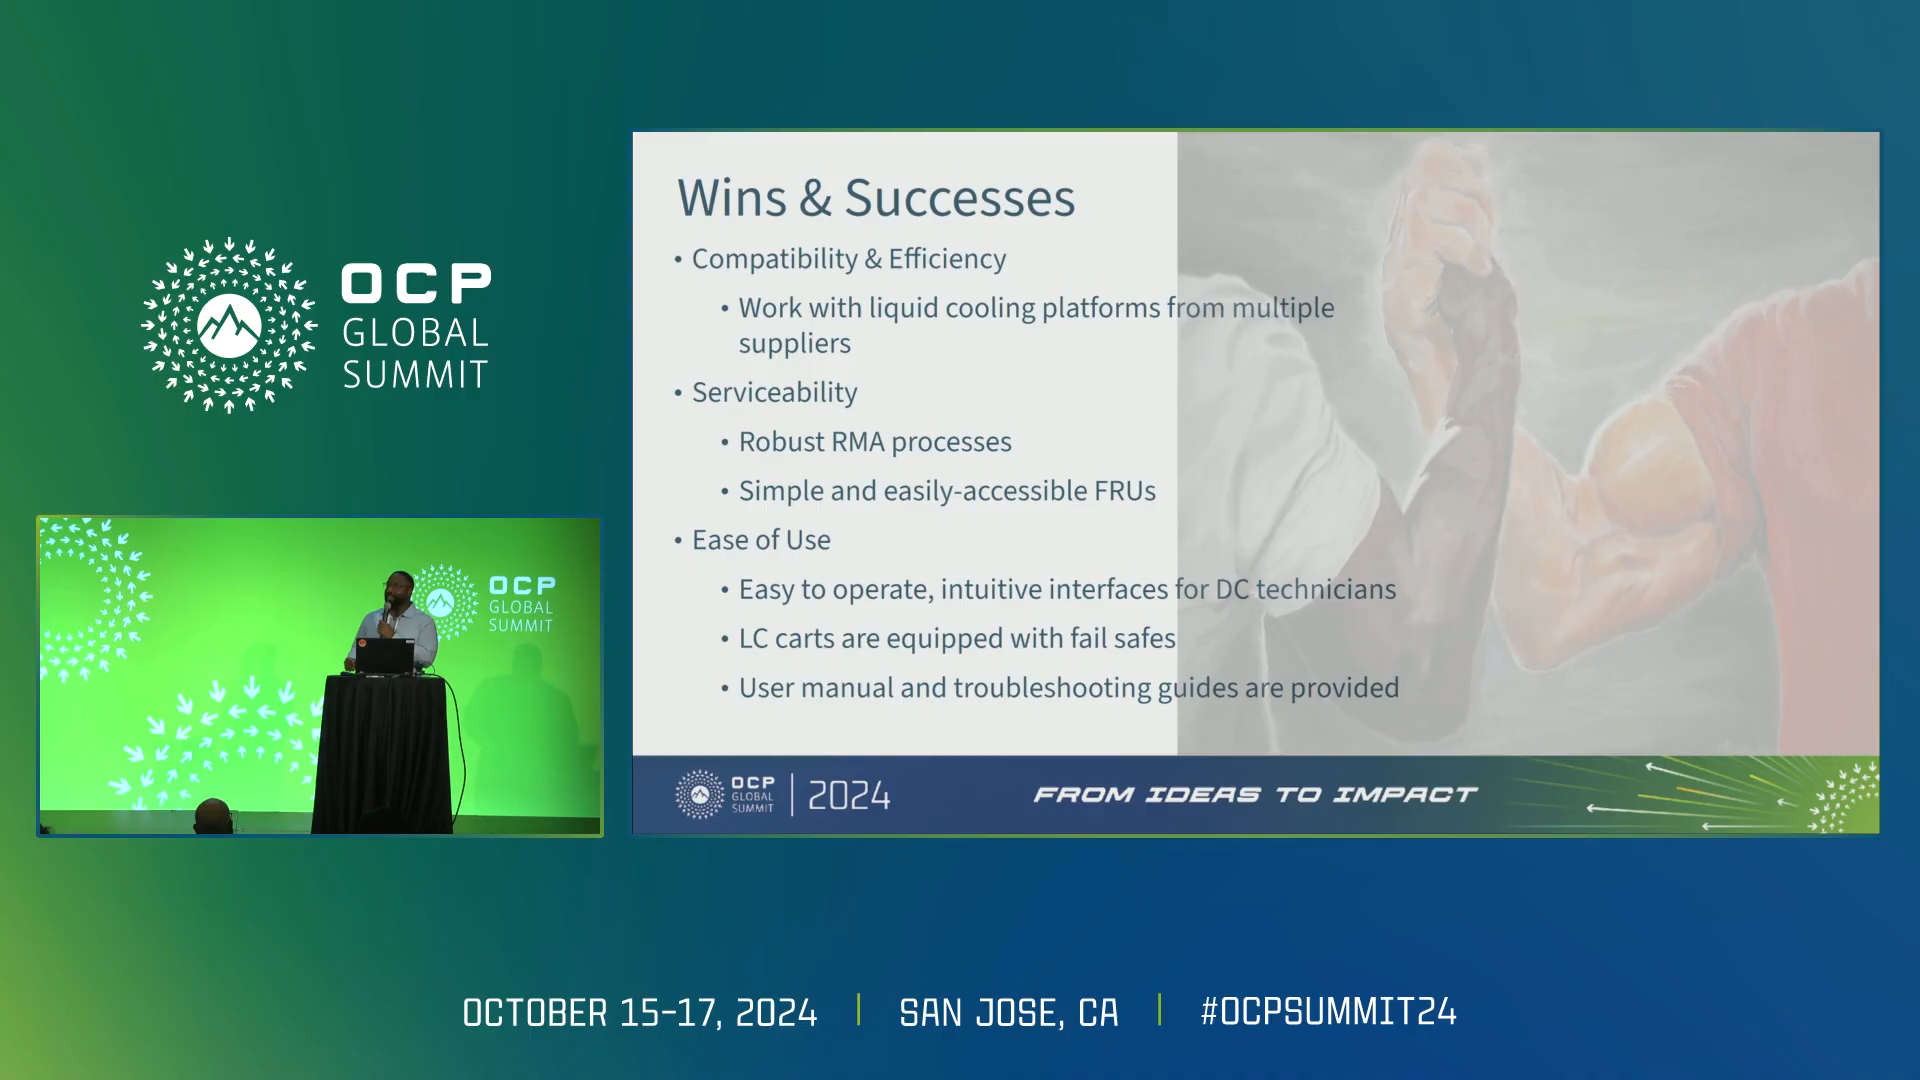 OCP
GLOBAL
SUMMIT
Wins & Successes
• Compatibility & Efficiency
• Work with liquid cooling platforms from multiple
suppliers
• Serviceability
• Robust RMA processes
• Simple and easily-accessible FRUs
• Ease of Use
• Easy to operate, intuitive interfaces for DC technicians
• LC carts are equipped with fail safes
• User manual and troubleshooting guides are provided
OCP
GLOBAL
SUMMIT
2024
FROM IDEAS TO IMPACT
OCP
GLOBAL
SUMMIT
OCTOBER 15-17, 2024 | SAN JOSE, CA | #OCPSUMMIT24